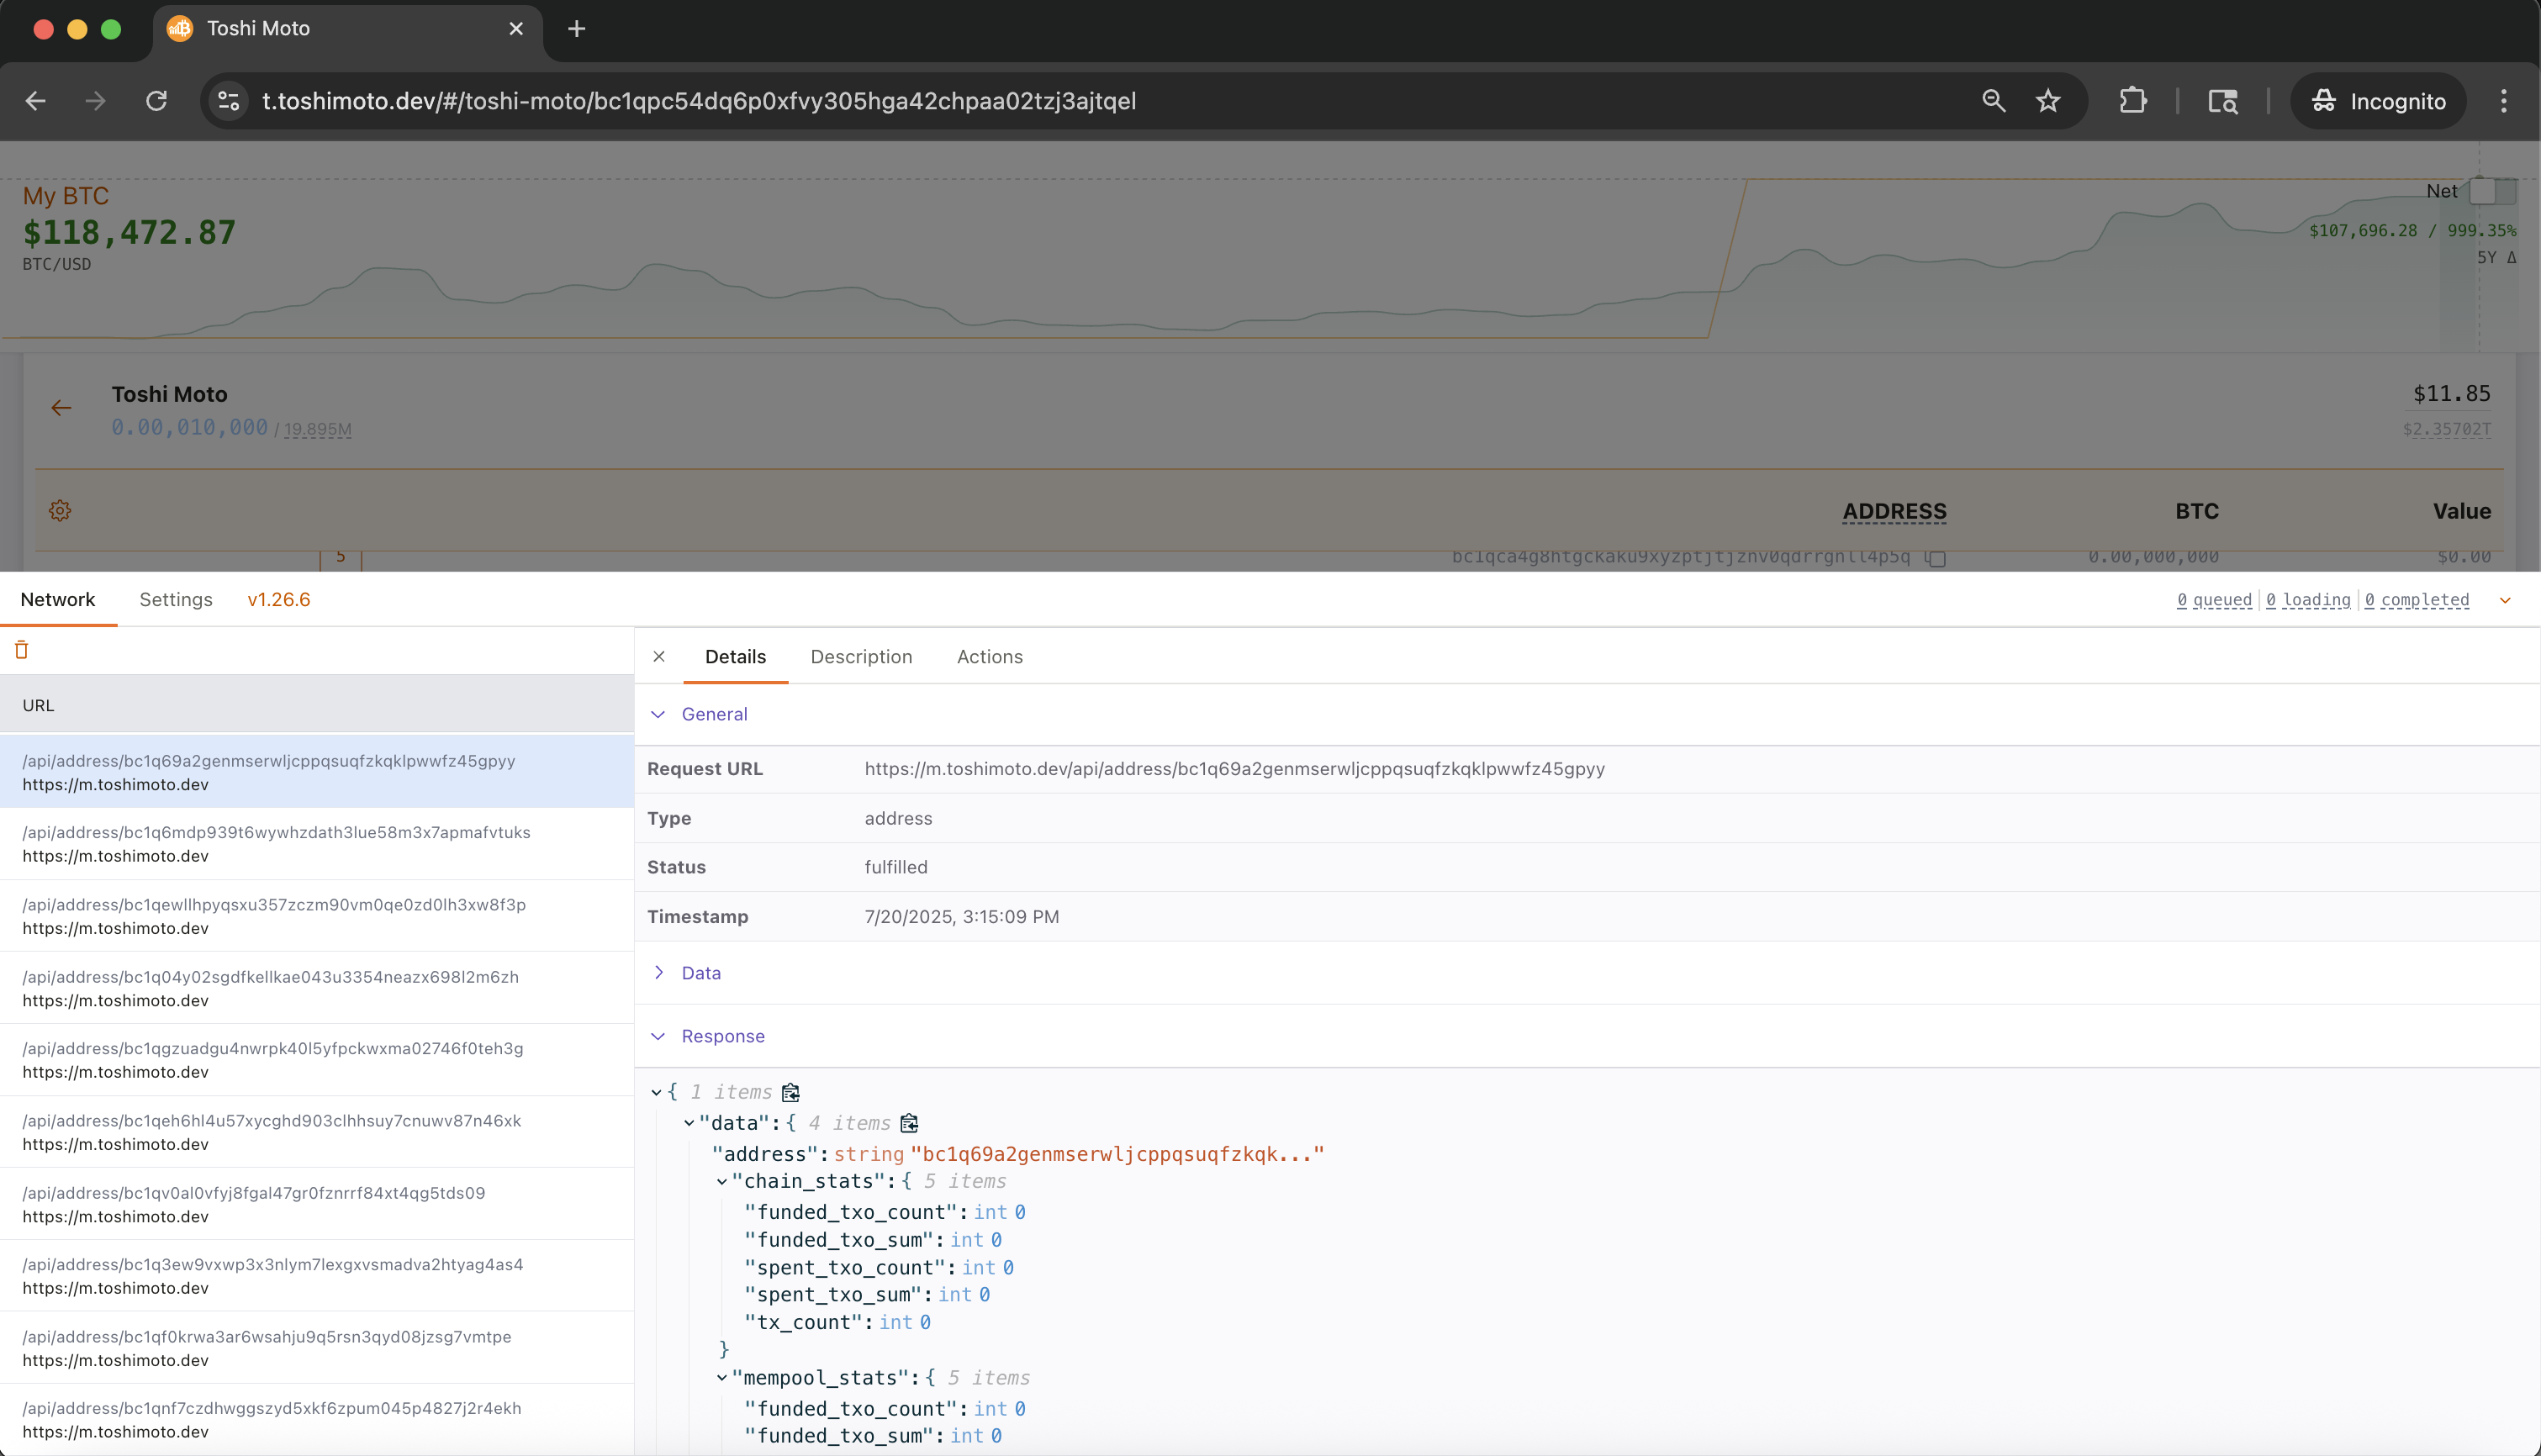 Toshi Moto
t.toshimoto.dev/#/toshi-moto/bc1qpc54dq6p0xfvy305hga42chpaa02tzj3ajtqel
Incognito
My BTC
$118,472.87
BTC/USD
Net
$107,696.28 / 999.35%
5Y Δ
Toshi Moto
0.00,010,000 / 19.895M
$11.85
$2.35702T
ADDRESS BTC Value
5 bc1qca4g8htgckaku9xyzptjtjznv0qdrrgnll4p5q 0.00,000,000 $0.00
Network Settings v1.26.6
0 queued 0 loading 0 completed
URL
/api/address/bc1q69a2genmserwljcppqsuqfzkqklpwwfz45gpyy
https://m.toshimoto.dev
/api/address/bc1q6mdp939t6wywhzdath3lue58m3x7apmafvtuks
https://m.toshimoto.dev
/api/address/bc1qewllhpyqsxu357zczm90vm0qe0zd0lh3xw8f3p
https://m.toshimoto.dev
/api/address/bc1q04y02sgdfkellkae043u3354neazx698l2m6zh
https://m.toshimoto.dev
/api/address/bc1qgzuadgu4nwrpk40l5yfpckwxma02746f0teh3g
https://m.toshimoto.dev
/api/address/bc1qeh6hl4u57xycghd903clhhsuy7cnuwv87n46xk
https://m.toshimoto.dev
/api/address/bc1qv0al0vfyj8fgal47gr0fznrrf84xt4qg5tds09
https://m.toshimoto.dev
/api/address/bc1q3ew9vxwp3x3nlym7lexgxvsmadva2htyag4as4
https://m.toshimoto.dev
/api/address/bc1qf0krwa3ar6wsahju9q5rsn3qyd08jzsg7vmtpe
https://m.toshimoto.dev
/api/address/bc1qnf7czdhwggszyd5xkf6zpum045p4827j2r4ekh
https://m.toshimoto.dev
Details Description Actions
General
Request URL https://m.toshimoto.dev/api/address/bc1q69a2genmserwljcppqsuqfzkqklpwwfz45gpyy
Type address
Status fulfilled
Timestamp 7/20/2025, 3:15:09 PM
Data
Response
{ 1 items
"data": { 4 items
"address": string "bc1q69a2genmserwljcppqsuqfzkqk..."
"chain_stats": { 5 items
"funded_txo_count": int 0
"funded_txo_sum": int 0
"spent_txo_count": int 0
"spent_txo_sum": int 0
"tx_count": int 0
}
"mempool_stats": { 5 items
"funded_txo_count": int 0
"funded_txo_sum": int 0